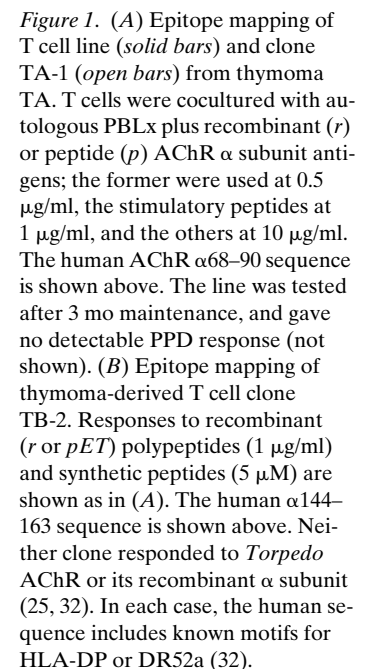 Figure 1. (A) Epitope mapping of
T cell line (solid bars) and clone
TA-1 (open bars) from thymoma
TA. T cells were cocultured with au-
tologous PBLx plus recombinant (r)
or peptide (p) AChR α subunit anti-
gens; the former were used at 0.5
μg/ml, the stimulatory peptides at
1 μg/ml, and the others at 10 μg/ml.
The human AChR α68–90 sequence
is shown above. The line was tested
after 3 mo maintenance, and gave
no detectable PPD response (not
shown). (B) Epitope mapping of
thymoma-derived T cell clone
TB-2. Responses to recombinant
(r or pET) polypeptides (1 μg/ml)
and synthetic peptides (5 μM) are
shown as in (A). The human α144–
163 sequence is shown above. Nei-
ther clone responded to Torpedo
AChR or its recombinant α subunit
(25, 32). In each case, the human se-
quence includes known motifs for
HLA-DP or DR52a (32).